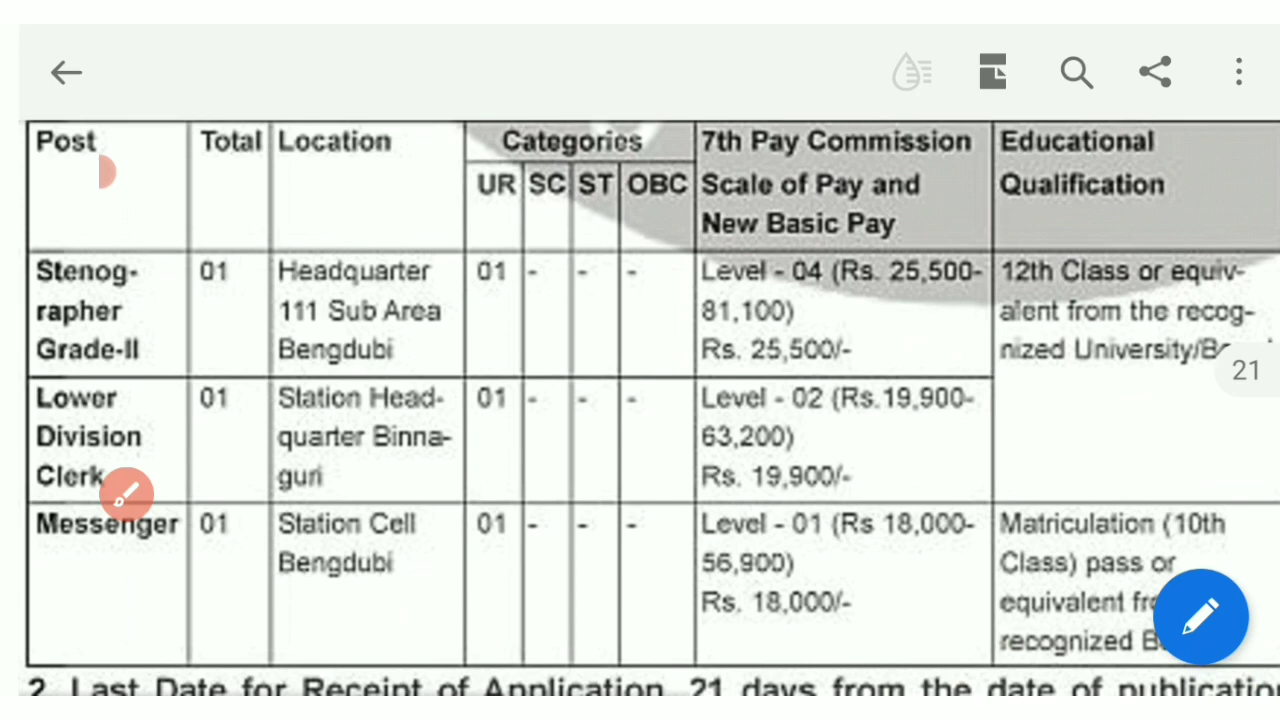 Post Total Location Categories 7th Pay Commission Educational
UR SC ST OBC Scale of Pay and Qualification
New Basic Pay
Stenog- 01 Headquarter 01 - - - Level - 04 (Rs. 25,500- 12th Class or equiv-
rapher 111 Sub Area 81,100) alent from the recog-
Grade-II Bengdubi Rs. 25,500/- nized University/
21
Lower 01 Station Head- 01 - - - Level - 02 (Rs.19,900-
Division quarter Binna- 63,200)
Clerk guri Rs. 19,900/-
Messenger 01 Station Cell 01 - - - Level - 01 (Rs 18,000- Matriculation (10th
Bengdubi 56,900) Class) pass or
Rs. 18,000/- equivalent
recognized
2. Last Date for Receipt of Application. 21 days from the date of publication